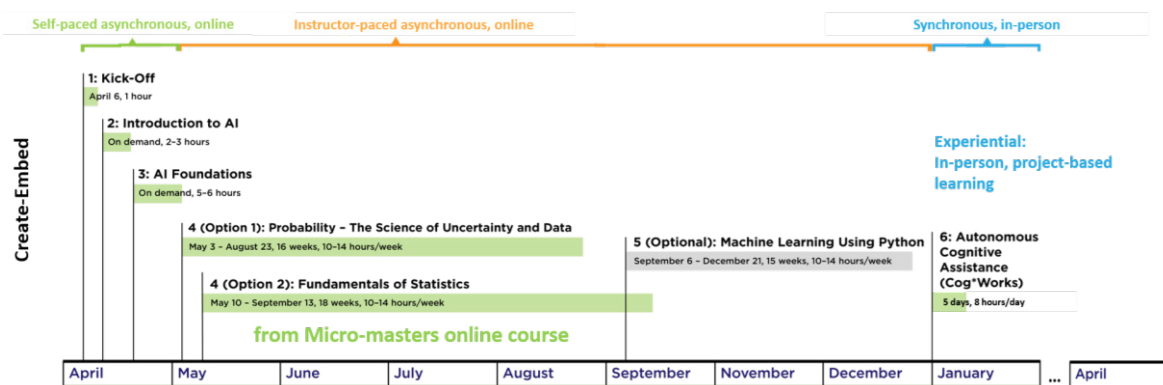 Self-paced asynchronous, online
Instructor-paced asynchronous, online
Synchronous, in-person
Create-Embed
1: Kick-Off
April 6, 1 hour
2: Introduction to AI
On demand, 2–3 hours
3: AI Foundations
On demand, 5–6 hours
Experiential:
In-person, project-based
learning
4 (Option 1): Probability – The Science of Uncertainty and Data
May 3 – August 23, 16 weeks, 10–14 hours/week
4 (Option 2): Fundamentals of Statistics
May 10 – September 13, 18 weeks, 10–14 hours/week
from Micro-masters online course
5 (Optional): Machine Learning Using Python
September 6 – December 21, 15 weeks, 10–14 hours/week
6: Autonomous
Cognitive
Assistance
(Cog*Works)
5 days, 8 hours/day
April May June July August September November December January ... April